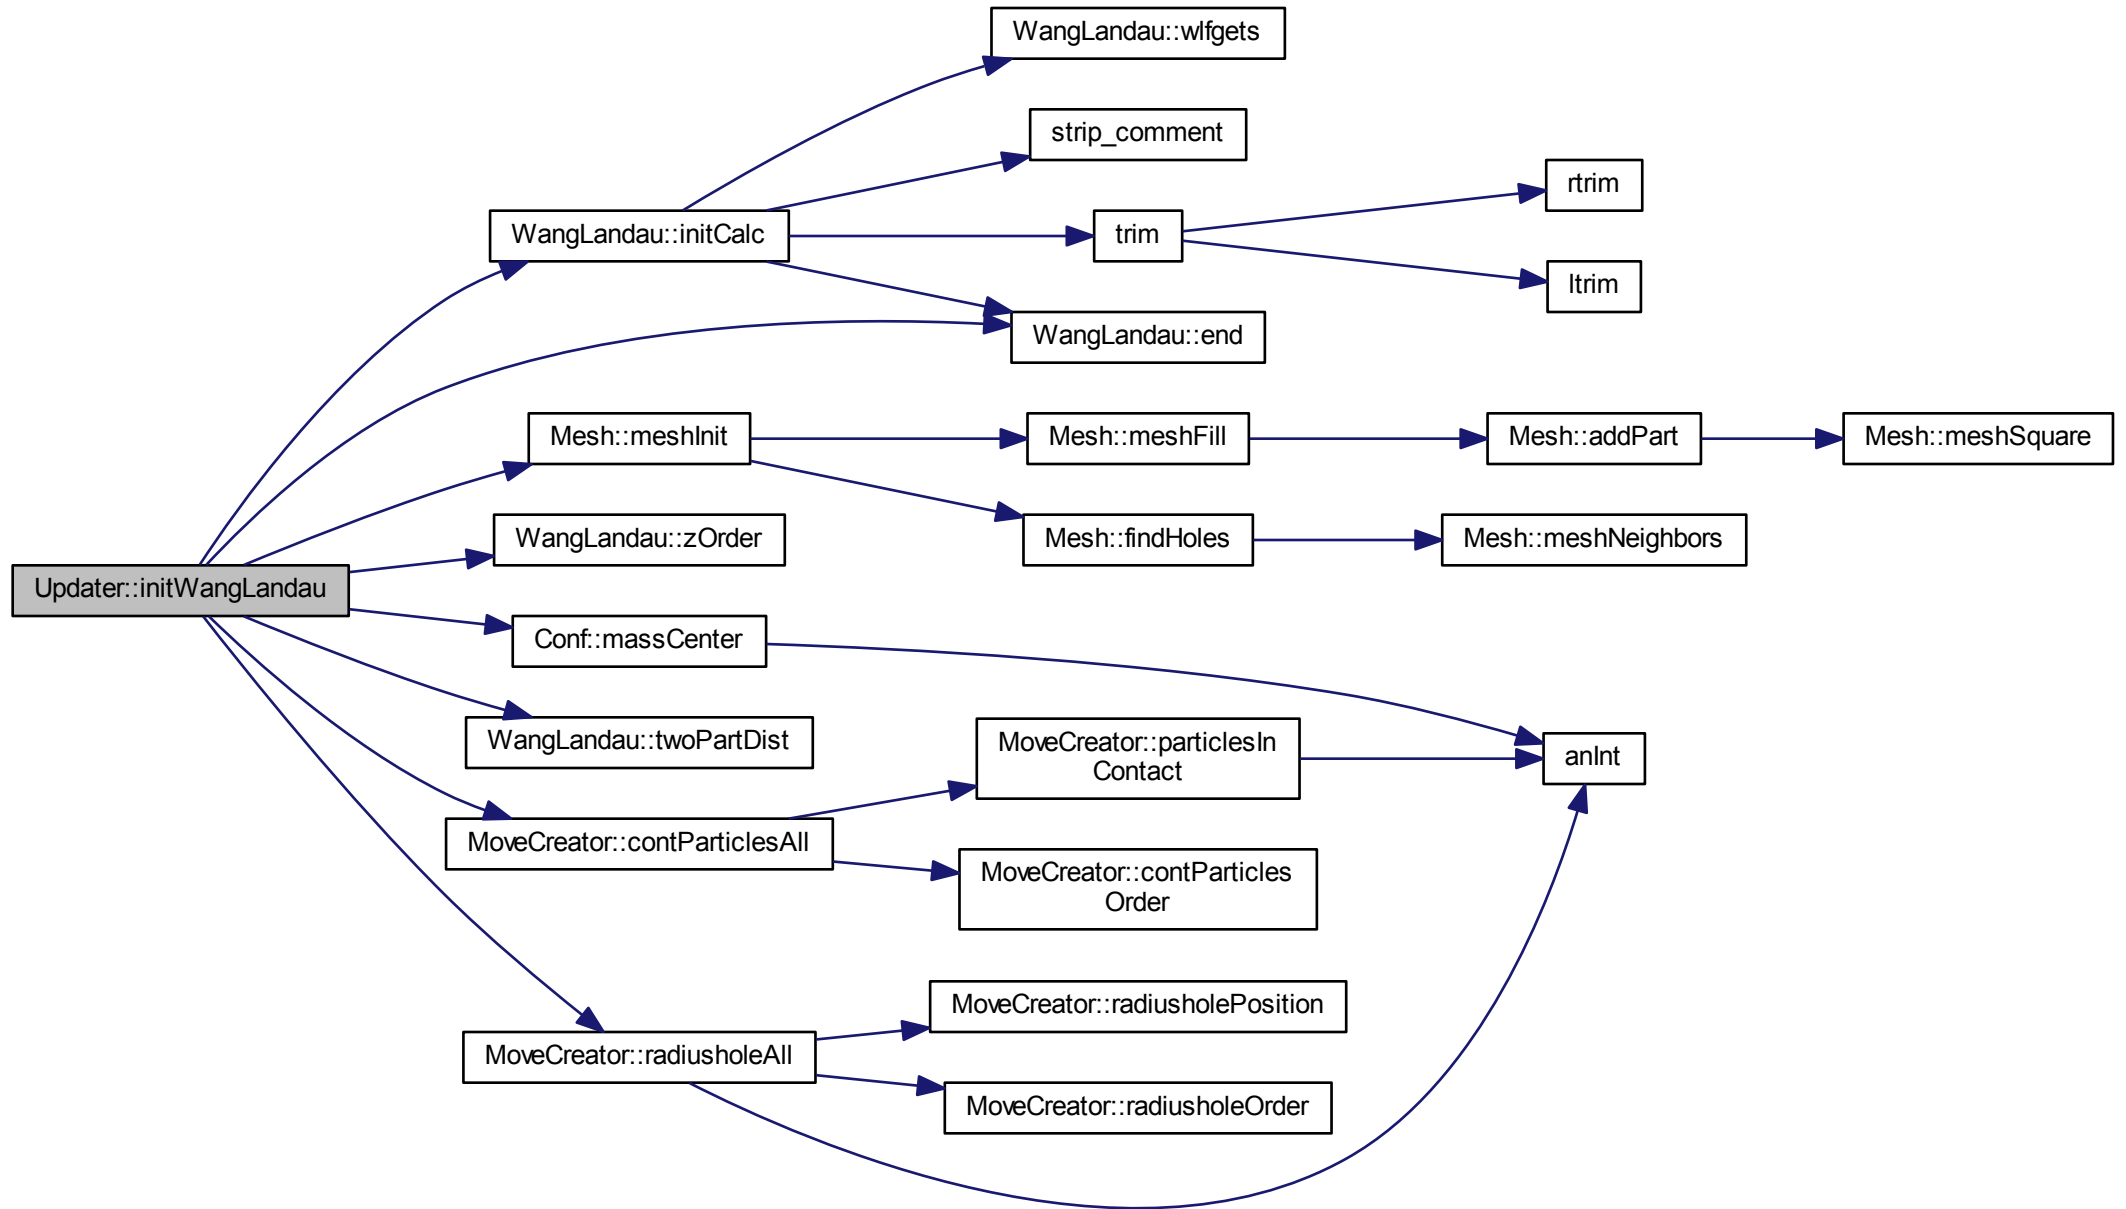 WangLandau::wlfgets
strip_comment
rtrim
WangLandau::initCalc
trim
ltrim
WangLandau::end
Mesh::meshInit
Mesh::meshFill
Mesh::addPart
Mesh::meshSquare
WangLandau::zOrder
Mesh::findHoles
Mesh::meshNeighbors
Updater::initWangLandau
Conf::massCenter
WangLandau::twoPartDist
MoveCreator::particlesIn
Contact
anInt
MoveCreator::contParticlesAll
MoveCreator::contParticles
Order
MoveCreator::radiusholePosition
MoveCreator::radiusholeAll
MoveCreator::radiusholeOrder